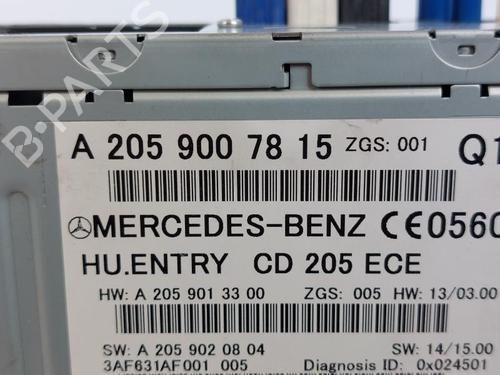 A 205 900 78 15 ZGS: 001 Q1
MERCEDES-BENZ CE0560
HU.ENTRY CD 205 ECE
HW: A 205 901 33 00 ZGS: 005 HW: 13/03.00
SW: A 205 902 08 04 SW: 14/15.00
3AF631AF001 005 Diagnosis ID: 0x024501
B-PARTS